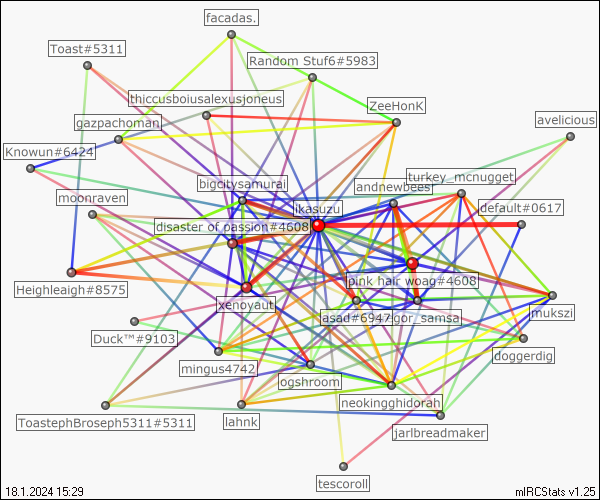 facadas.
Toast#5311
Random Stuf6#5983
thiccusboiusalexusjoneus
ZeeHonK
avelicious
gazpachoman
Knowun#6424
turkey_mcnugget
bigcitysamurai
andnewbees
moonraven
ikasuzu
default#0617
disaster of passion#4608
pink hair woag#4608
Heighleaigh#8575
xenovaut
asad#6947
gor_samsa
mukszi
Duck™#9103
doggerdig
mingus4742
ogshroom
neokingghidorah
ToastephBroseph5311#5311
lahnk
jarlbreadmaker
tescoroll
18.1.2024 15:29
mIRCStats v1.25